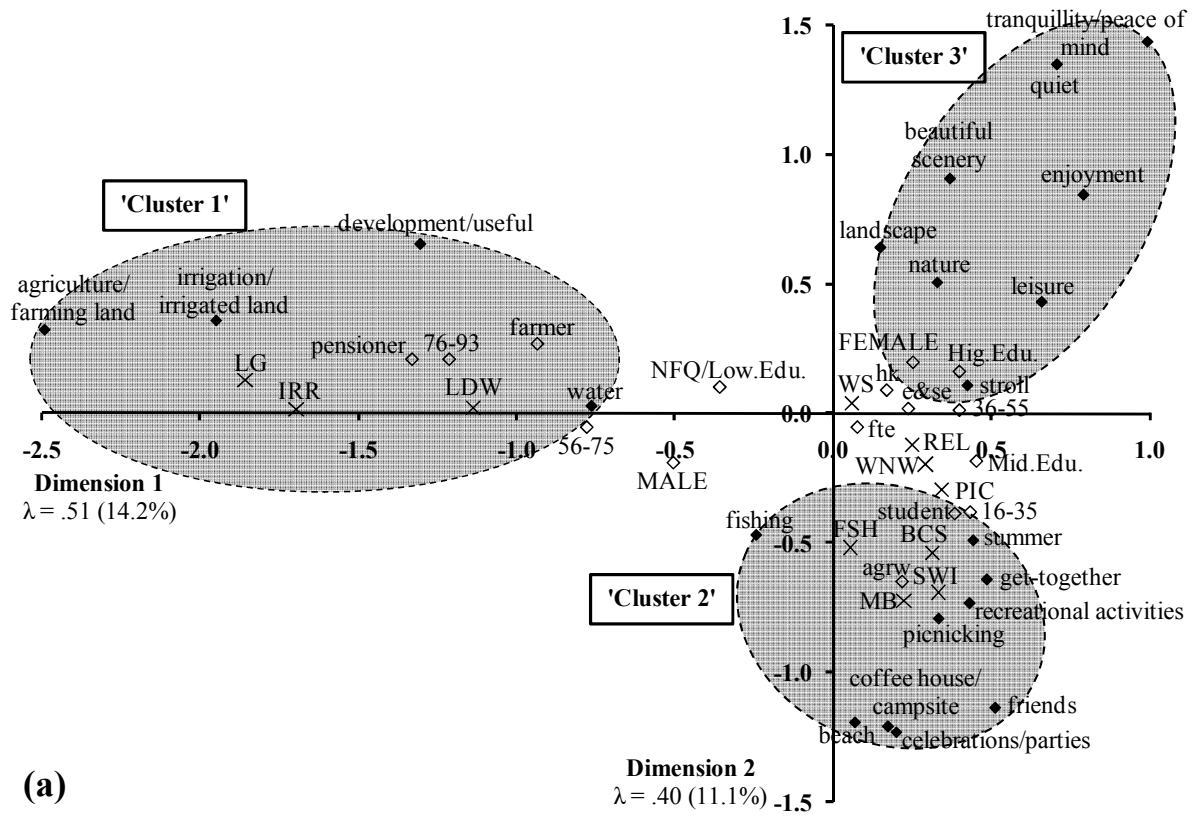 1.5
tranquillity/peace of
mind
'Cluster 3'
quiet
1.0
beautiful
scenery
enjoyment
'Cluster 1'
development/useful
landscape
0.5
nature
leisure
agriculture/
farming land
irrigation/
irrigated land
farmer
pensioner
76-93
FEMALE
Hig.Edu.
LG
IRR
LDW
NFQ/Low.Edu.
WS
hk
stroll
water
e&se
36-55
0.0
-2.5
-2.0
-1.5
-1.0
-0.5
0.0
0.5
1.0
56-75
fte
REL
WNW
Mid.Edu.
MALE
Dimension 1
λ = .51 (14.2%)
PIC
student
16-35
fishing
FSH
BCS
summer
-0.5
agrw
SWI
get-together
'Cluster 2'
MB
recreational activities
picnicking
-1.0
coffee house/
campsite
friends
beach
celebrations/parties
Dimension 2
λ = .40 (11.1%)
-1.5
(a)